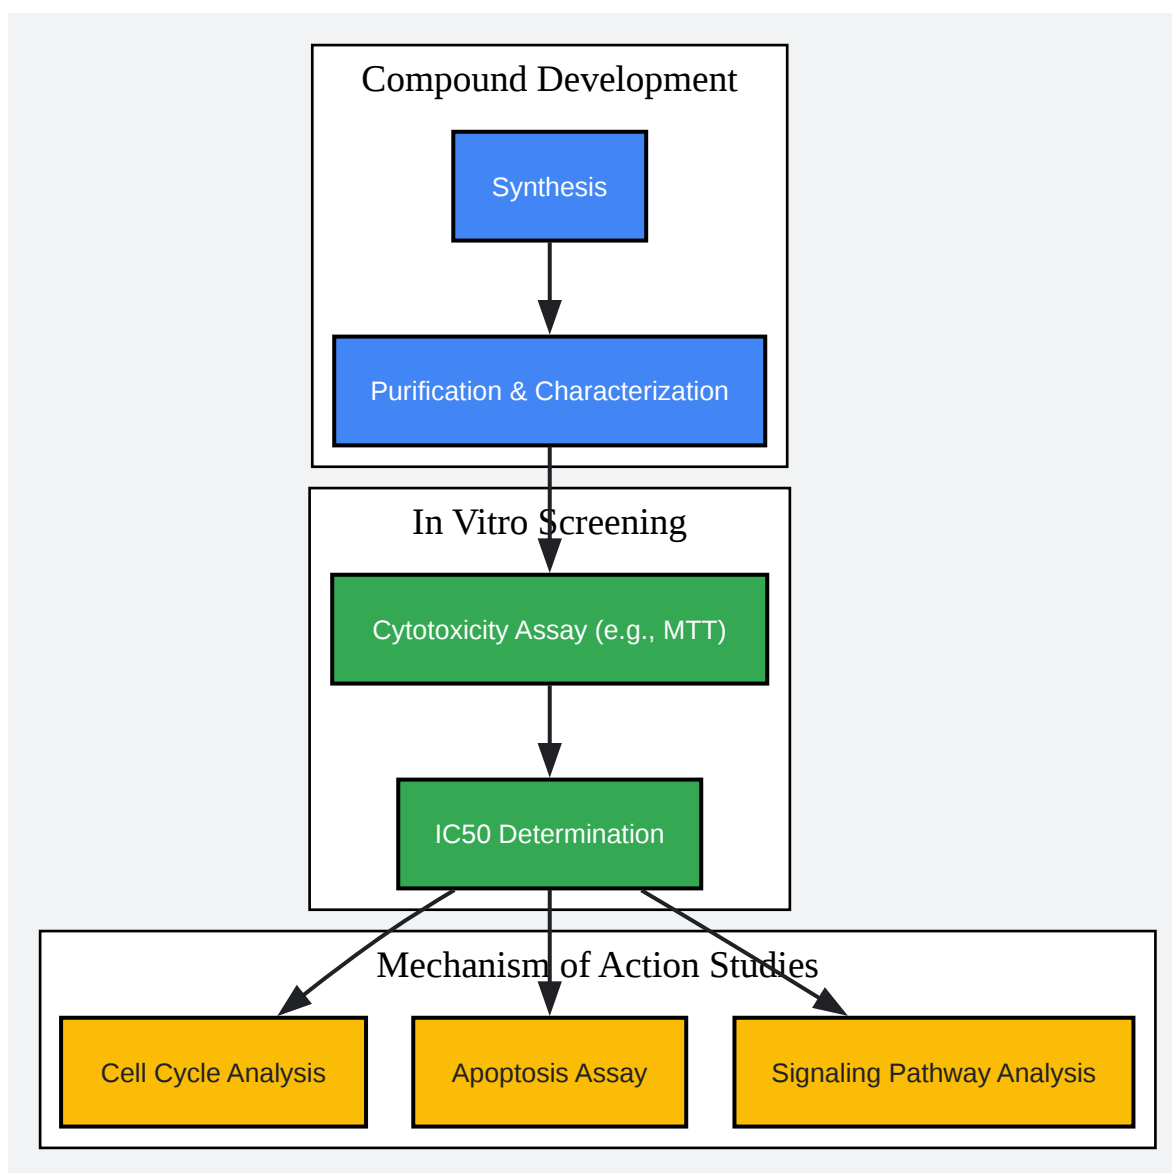 Compound Development
Synthesis
Purification & Characterization
In Vitro Screening
Cytotoxicity Assay (e.g., MTT)
IC50 Determination
Mechanism of Action Studies
Cell Cycle Analysis
Apoptosis Assay
Signaling Pathway Analysis